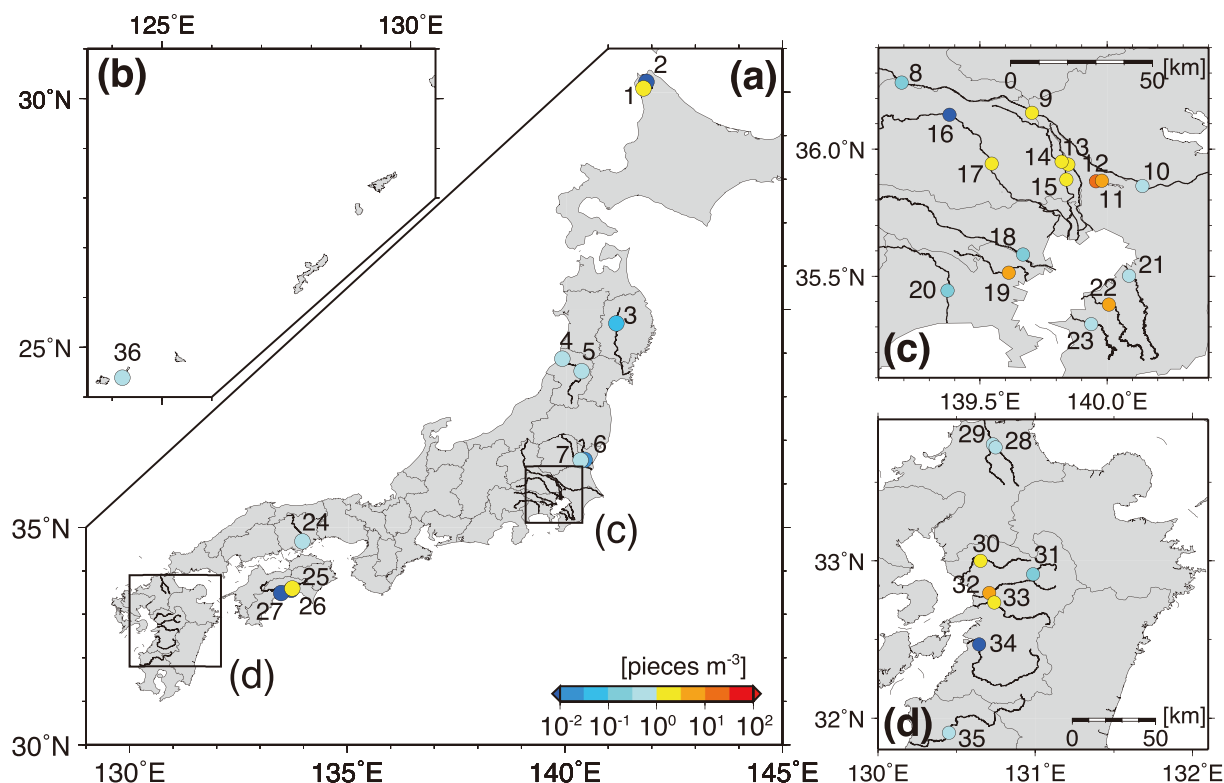 125˚E 130˚E
(b)
30˚N
25˚N
36
(a)
2
1
3
4 5
6
7
(c)
24
25
27 26
(d)
35˚N
30˚N
[pieces m-3]
10-2 10-1 100 101 102
130˚E 135˚E 140˚E 145˚E
0 50 [km]
8
9
16
14 13
12
17
15 11
10
18
19
20
21
22
23
(c)
36.0˚N
35.5˚N
139.5˚E 140.0˚E
29 28
30
31
32
33
34
35
33˚N
32˚N
[km]
0 50
(d)
130˚E 131˚E 132˚E